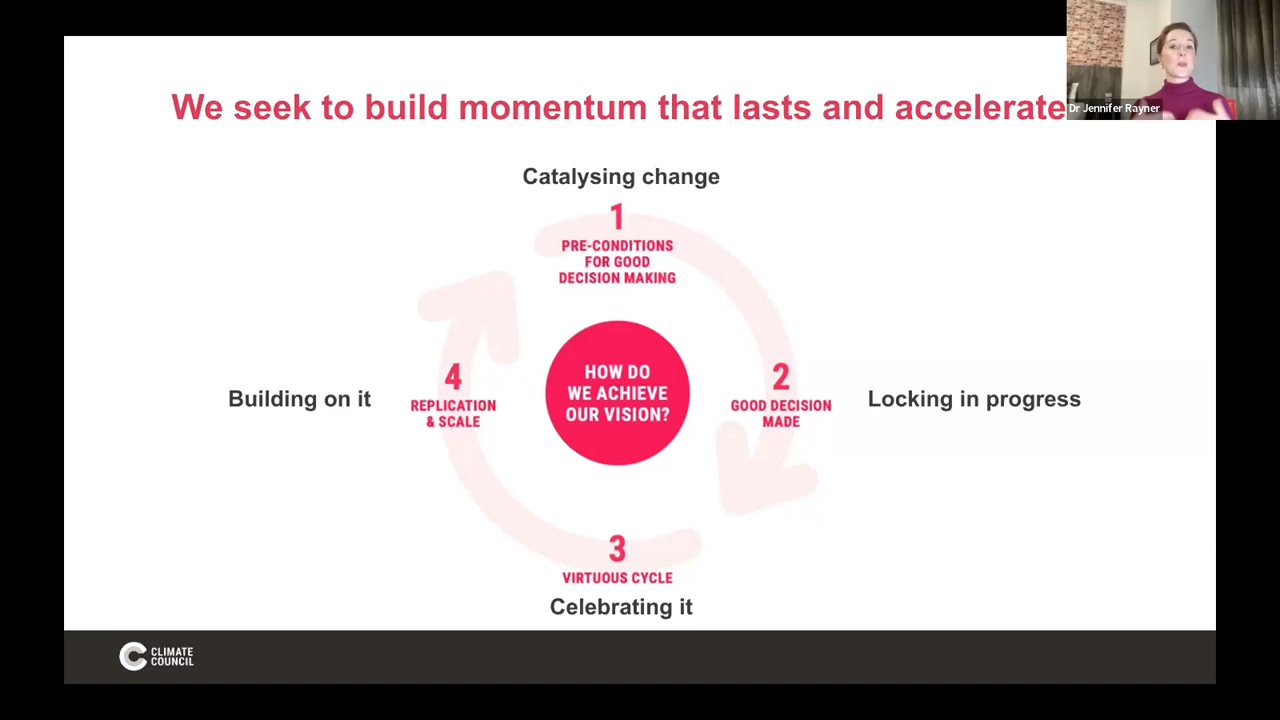 We seek to build momentum that lasts and accelerate
Dr Jennifer Rayner
Catalysing change
1
PRE-CONDITIONS
FOR GOOD
DECISION MAKING
HOW DO
WE ACHIEVE
OUR VISION?
Building on it
4
REPLICATION
& SCALE
2
GOOD DECISION
MADE
Locking in progress
3
VIRTUOUS CYCLE
Celebrating it
CLIMATE
COUNCIL